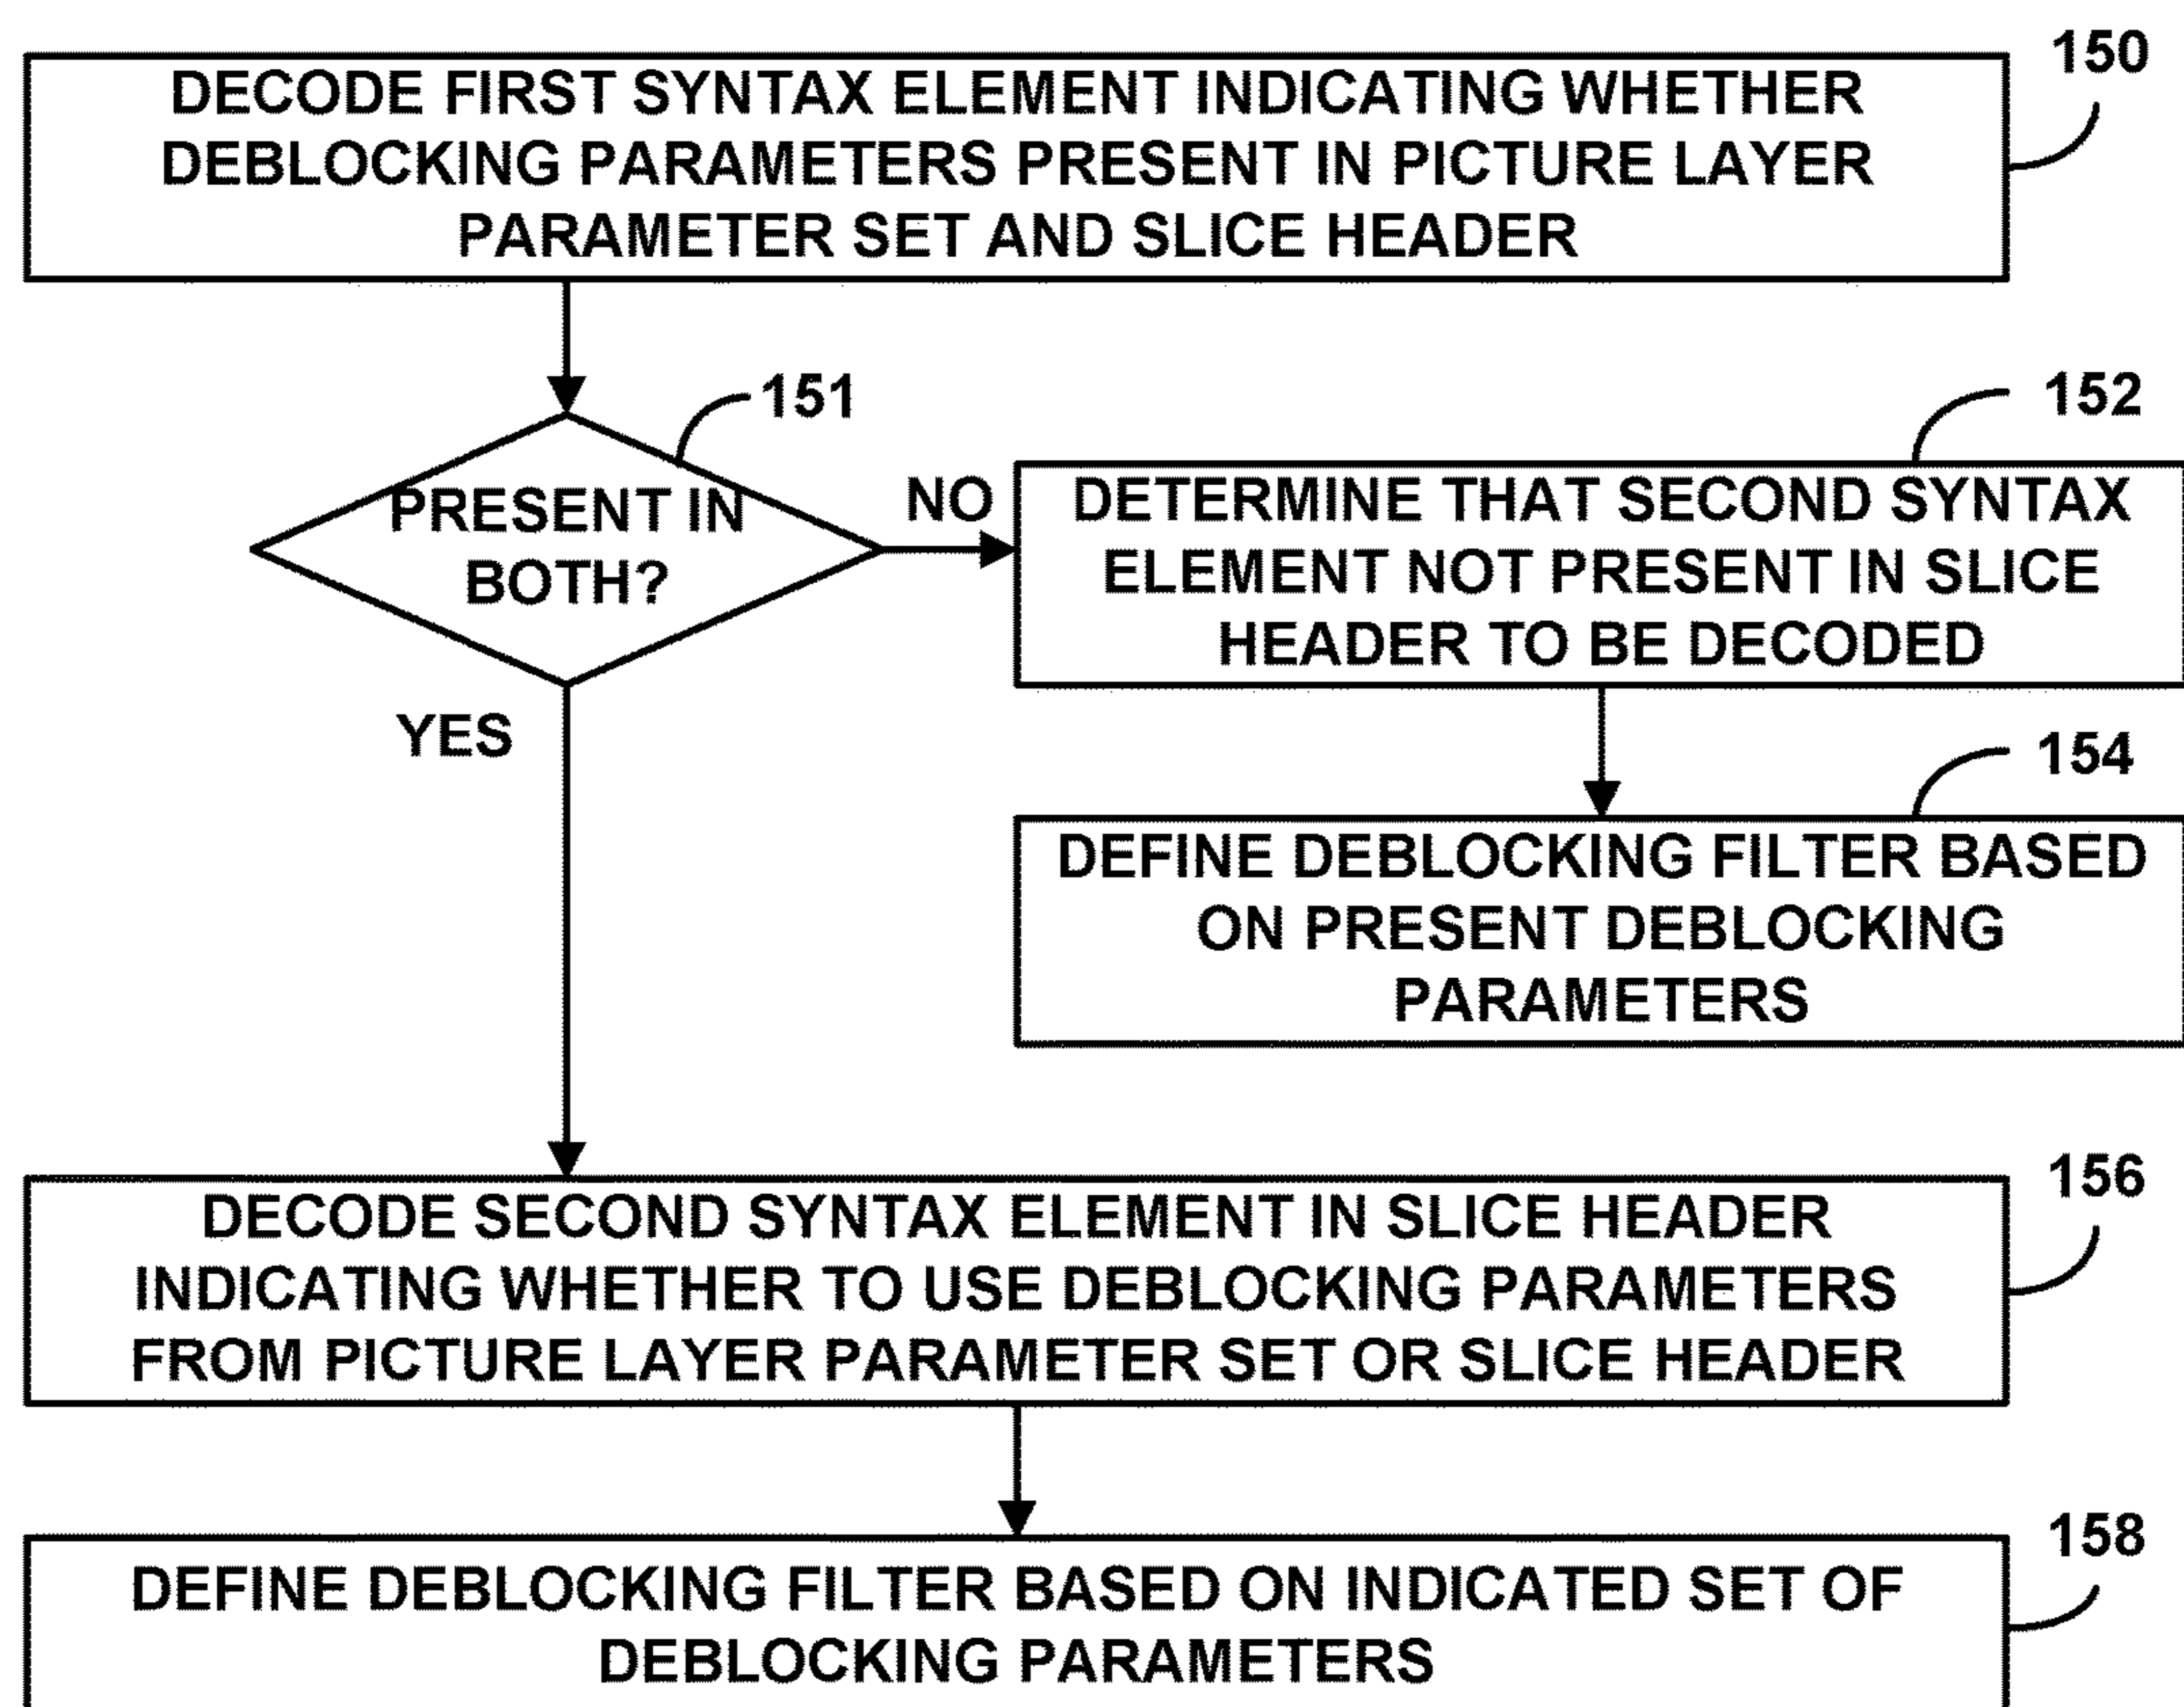 150
DECODE FIRST SYNTAX ELEMENT INDICATING WHETHER
DEBLOCKING PARAMETERS PRESENT IN PICTURE LAYER
PARAMETER SET AND SLICE HEADER
151
PRESENT IN
BOTH?
NO
YES
152
DETERMINE THAT SECOND SYNTAX
ELEMENT NOT PRESENT IN SLICE
HEADER TO BE DECODED
154
DEFINE DEBLOCKING FILTER BASED
ON PRESENT DEBLOCKING
PARAMETERS
156
DECODE SECOND SYNTAX ELEMENT IN SLICE HEADER
INDICATING WHETHER TO USE DEBLOCKING PARAMETERS
FROM PICTURE LAYER PARAMETER SET OR SLICE HEADER
158
DEFINE DEBLOCKING FILTER BASED ON INDICATED SET OF
DEBLOCKING PARAMETERS